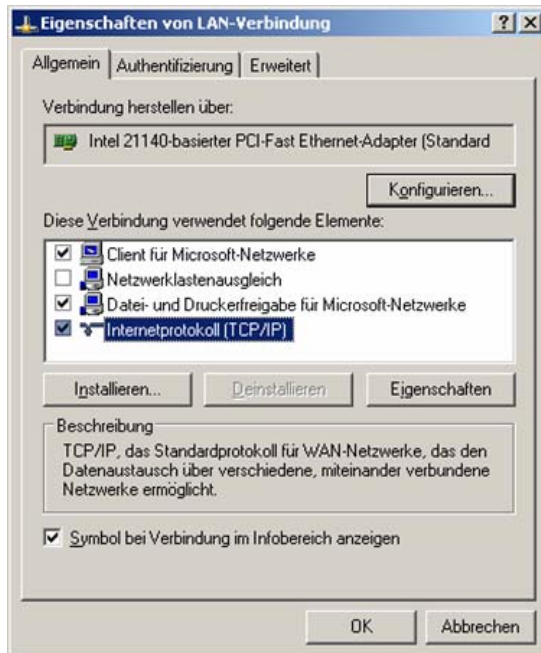 Eigenschaften von LAN-Verbindung
Allgemein Authentifizierung Erweitert
Verbindung herstellen über:
Intel 21140-basierter PCI-Fast Ethernet-Adapter (Standard
Konfigurieren...
Diese Verbindung verwendet folgende Elemente:
Client für Microsoft-Netzwerke
Netzwerklastenausgleich
Datei- und Druckerfreigabe für Microsoft-Netzwerke
Internetprotokoll (TCP/IP)
Installieren... Deinstallieren Eigenschaften
Beschreibung
TCP/IP, das Standardprotokoll für WAN-Netzwerke, das den
Datenaustausch über verschiedene, miteinander verbundene
Netzwerke ermöglicht.
Symbol bei Verbindung im Infobereich anzeigen
OK Abbrechen